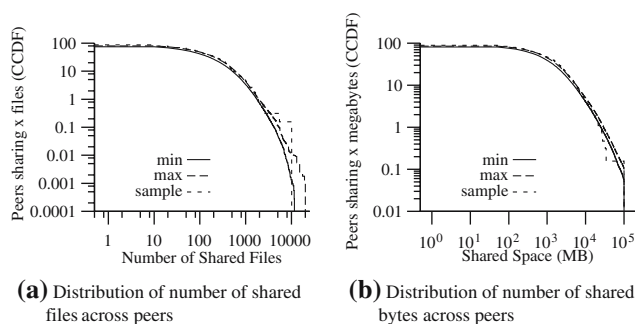 Peers sharing x files (CCDF)
100
10
1
0.1
0.01
0.001
0.0001
min
max
sample
1
10
100
1000
10000
Number of Shared Files
(a) Distribution of number of shared
files across peers
Peers sharing x megabytes (CCDF)
100
10
1
0.1
0.01
min
max
sample
10^0
10^1
10^2
10^3
10^4
10^5
Shared Space (MB)
(b) Distribution of number of shared
bytes across peers